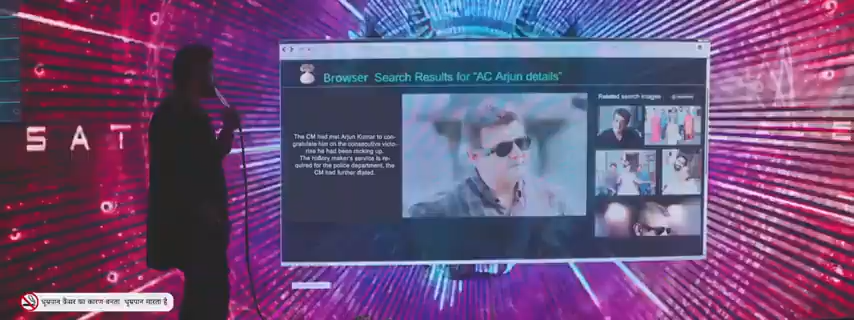 Browser Search Results for "AC Arjun details"
Related search images
The CM had met Arjun Kumar to con-
gratulate him on the consecutive victo-
ries he had been racking up.
The history maker's service is re-
quired for the police department, the
CM had further stated.
SAT
धूम्रपान कैंसर का कारण बनता धूम्रपान मारता है